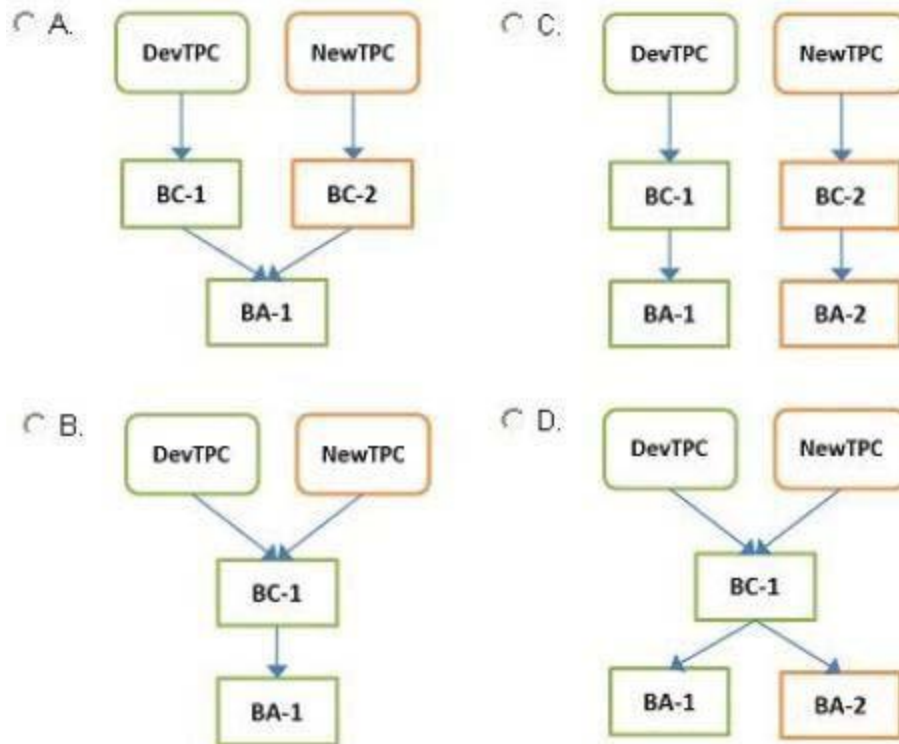 A.
DevTPC NewTPC
BC-1 BC-2
BA-1
C.
DevTPC NewTPC
BC-1 BC-2
BA-1 BA-2
B.
DevTPC NewTPC
BC-1
BA-1
D.
DevTPC NewTPC
BC-1
BA-1 BA-2